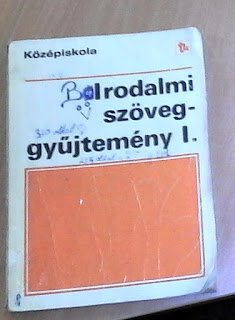 Középiskola
Irodalmi
szöveg-
gyűjtemény I.